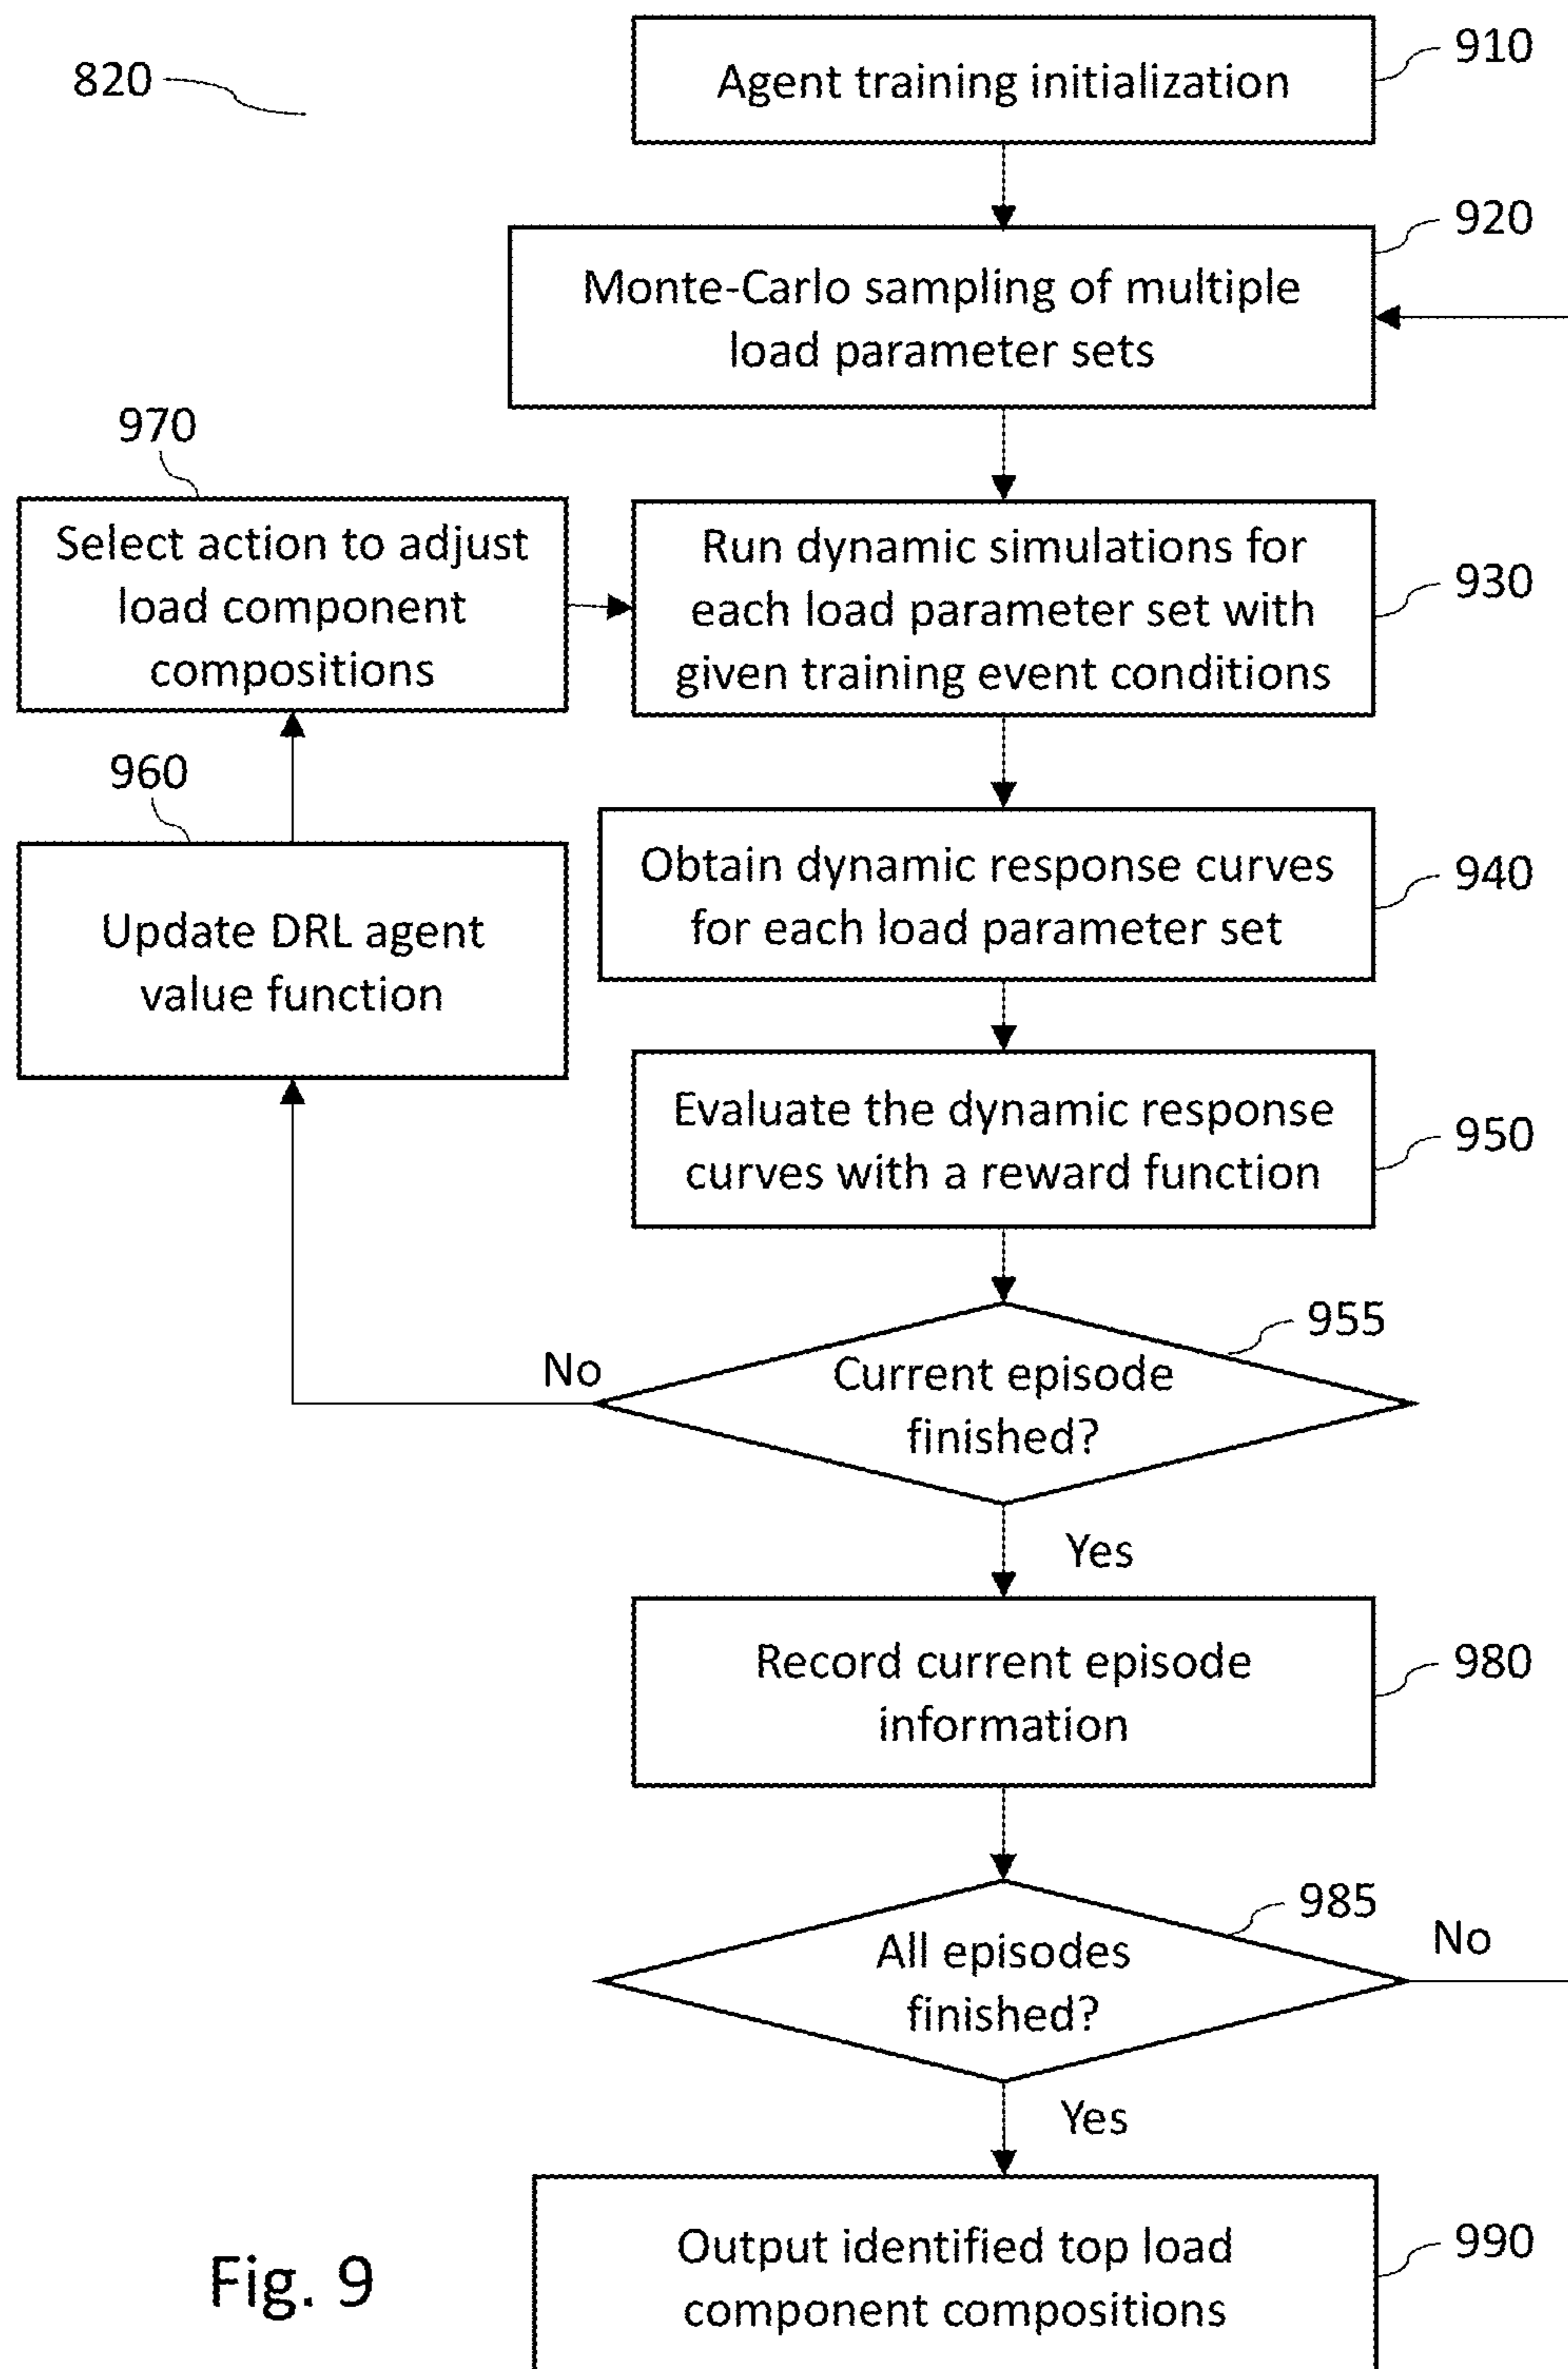 820
Agent training initialization
910
Monte-Carlo sampling of multiple
load parameter sets
920
970
Select action to adjust
load component
compositions
Run dynamic simulations for
each load parameter set with
given training event conditions
930
960
Update DRL agent
value function
Obtain dynamic response curves
for each load parameter set
940
Evaluate the dynamic response
curves with a reward function
950
955
No
Current episode
finished?
Yes
Record current episode
information
980
985
All episodes
finished?
No
Yes
Output identified top load
component compositions
990
Fig. 9